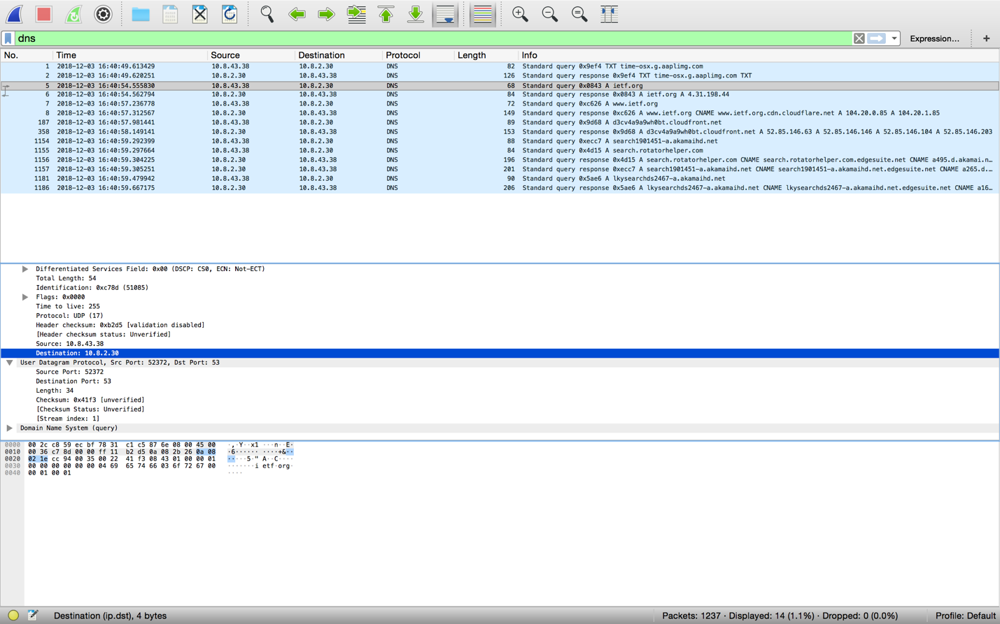 dns
Expression… +
No. Time Source Destination Protocol Length Info
1 2018-12-03 16:40:49.613429 10.8.43.38 10.8.2.30 DNS 82 Standard query 0x9ef4 TXT time-osx.g.aaplimg.com
2 2018-12-03 16:40:49.620251 10.8.2.30 10.8.43.38 DNS 126 Standard query response 0x9ef4 TXT time-osx.g.aaplimg.com TXT
5 2018-12-03 16:40:54.555830 10.8.43.38 10.8.2.30 DNS 68 Standard query 0x0843 A ietf.org
6 2018-12-03 16:40:54.562794 10.8.2.30 10.8.43.38 DNS 84 Standard query response 0x0843 A ietf.org A 4.31.198.44
7 2018-12-03 16:40:57.236778 10.8.43.38 10.8.2.30 DNS 72 Standard query 0xc626 A www.ietf.org
8 2018-12-03 16:40:57.312567 10.8.2.30 10.8.43.38 DNS 149 Standard query response 0xc626 A www.ietf.org CNAME www.ietf.org.cdn.cloudflare.net A 104.20.0.85 A 104.20.1.85
187 2018-12-03 16:40:57.981441 10.8.43.38 10.8.2.30 DNS 89 Standard query 0x9d68 A d3cv4a9a9wh0bt.cloudfront.net
358 2018-12-03 16:40:58.149141 10.8.2.30 10.8.43.38 DNS 153 Standard query response 0x9d68 A d3cv4a9a9wh0bt.cloudfront.net A 52.85.146.63 A 52.85.146.146 A 52.85.146.104 A 52.85.146.203
1154 2018-12-03 16:40:59.292399 10.8.43.38 10.8.2.30 DNS 88 Standard query 0xecc7 A search1901451-a.akamaihd.net
1155 2018-12-03 16:40:59.297664 10.8.43.38 10.8.2.30 DNS 84 Standard query 0x4d15 A search.rotatorhelper.com
1156 2018-12-03 16:40:59.304225 10.8.2.30 10.8.43.38 DNS 196 Standard query response 0x4d15 A search.rotatorhelper.com CNAME search.rotatorhelper.com.edgesuite.net CNAME a495.d.akamai.n…
1157 2018-12-03 16:40:59.305251 10.8.2.30 10.8.43.38 DNS 201 Standard query response 0xecc7 A search1901451-a.akamaihd.net CNAME search1901451-a.akamaihd.net.edgesuite.net CNAME a265.d.…
1181 2018-12-03 16:40:59.479942 10.8.43.38 10.8.2.30 DNS 90 Standard query 0x5ae6 A lkysearchds2467-a.akamaihd.net
1186 2018-12-03 16:40:59.667175 10.8.2.30 10.8.43.38 DNS 206 Standard query response 0x5ae6 A lkysearchds2467-a.akamaihd.net CNAME lkysearchds2467-a.akamaihd.net.edgesuite.net CNAME a16…
Differentiated Services Field: 0x00 (DSCP: CS0, ECN: Not-ECT)
Total Length: 54
Identification: 0xc78d (51085)
Flags: 0x0000
Time to live: 255
Protocol: UDP (17)
Header checksum: 0xb2d5 [validation disabled]
[Header checksum status: Unverified]
Source: 10.8.43.38
Destination: 10.8.2.30
User Datagram Protocol, Src Port: 52372, Dst Port: 53
Source Port: 52372
Destination Port: 53
Length: 34
Checksum: 0x41f3 [unverified]
[Checksum Status: Unverified]
[Stream index: 1]
Domain Name System (query)
0000 00 2c c8 59 ec bf 78 31 c1 c5 87 6e 08 00 45 00 ·,·Y··x1 ···n··E·
0010 00 36 c7 8d 00 00 ff 11 b2 d5 0a 08 2b 26 0a 08 ·6······ ····+&··
0020 02 1e cc 94 00 35 00 22 41 f3 08 43 01 00 00 01 ·····5·" A··C····
0030 00 00 00 00 00 00 04 69 65 74 66 03 6f 72 67 00 ·······i etf·org·
0040 00 01 00 01 ····
Destination (ip.dst), 4 bytes Packets: 1237 · Displayed: 14 (1.1%) · Dropped: 0 (0.0%) Profile: Default